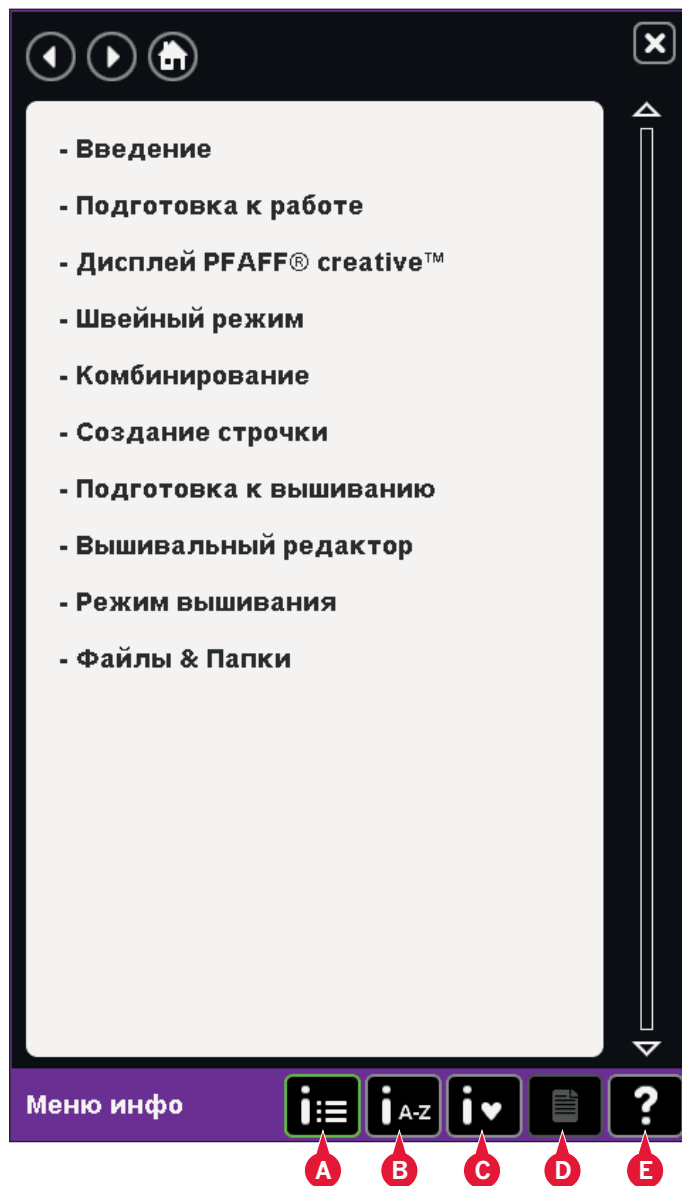 - Введение
- Подготовка к работе
- Дисплей PFAFF® creative™
- Швейный режим
- Комбинирование
- Создание строчки
- Подготовка к вышиванию
- Вышивальный редактор
- Режим вышивания
- Файлы & Папки
Меню инфо i i A-Z i ?
A B C D E